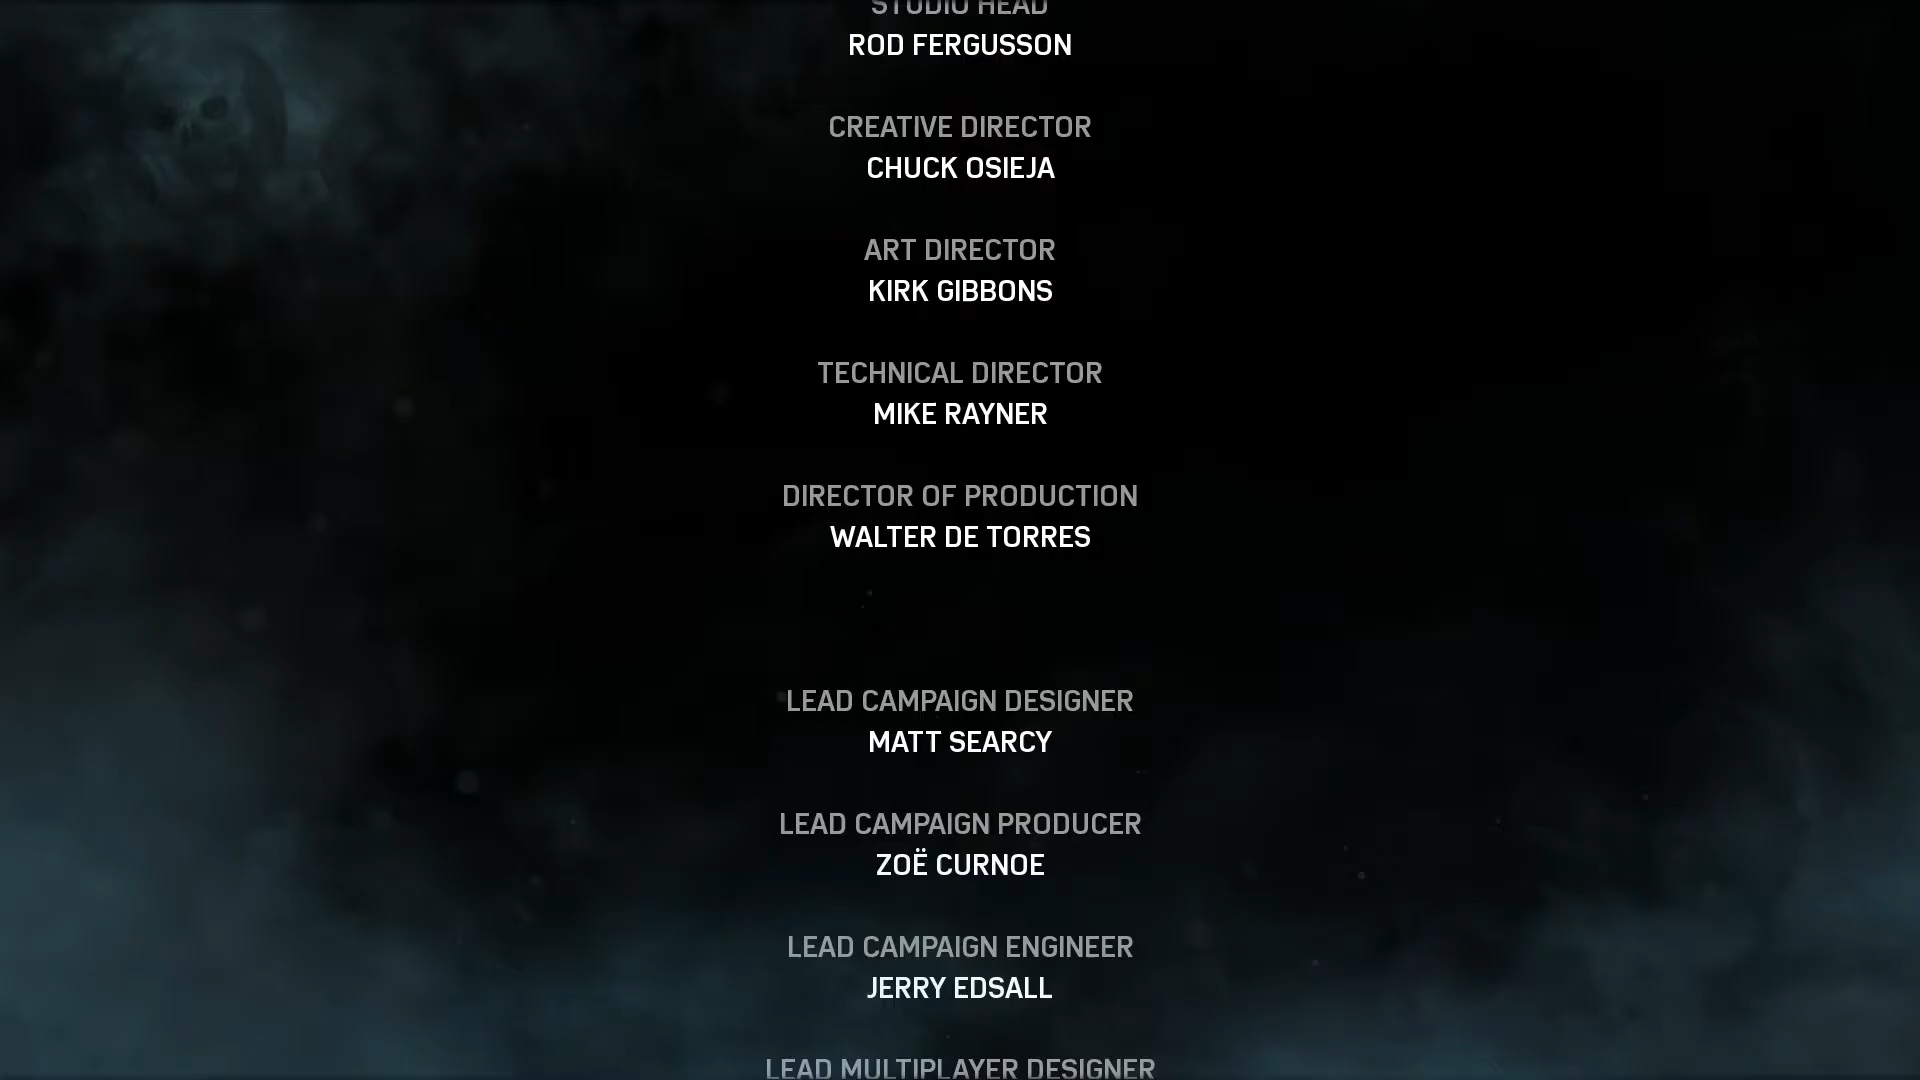 STUDIO HEAD
ROD FERGUSSON
CREATIVE DIRECTOR
CHUCK OSIEJA
ART DIRECTOR
KIRK GIBBONS
TECHNICAL DIRECTOR
MIKE RAYNER
DIRECTOR OF PRODUCTION
WALTER DE TORRES
LEAD CAMPAIGN DESIGNER
MATT SEARCY
LEAD CAMPAIGN PRODUCER
ZOË CURNOE
LEAD CAMPAIGN ENGINEER
JERRY EDSALL
LEAD MULTIPLAYER DESIGNER